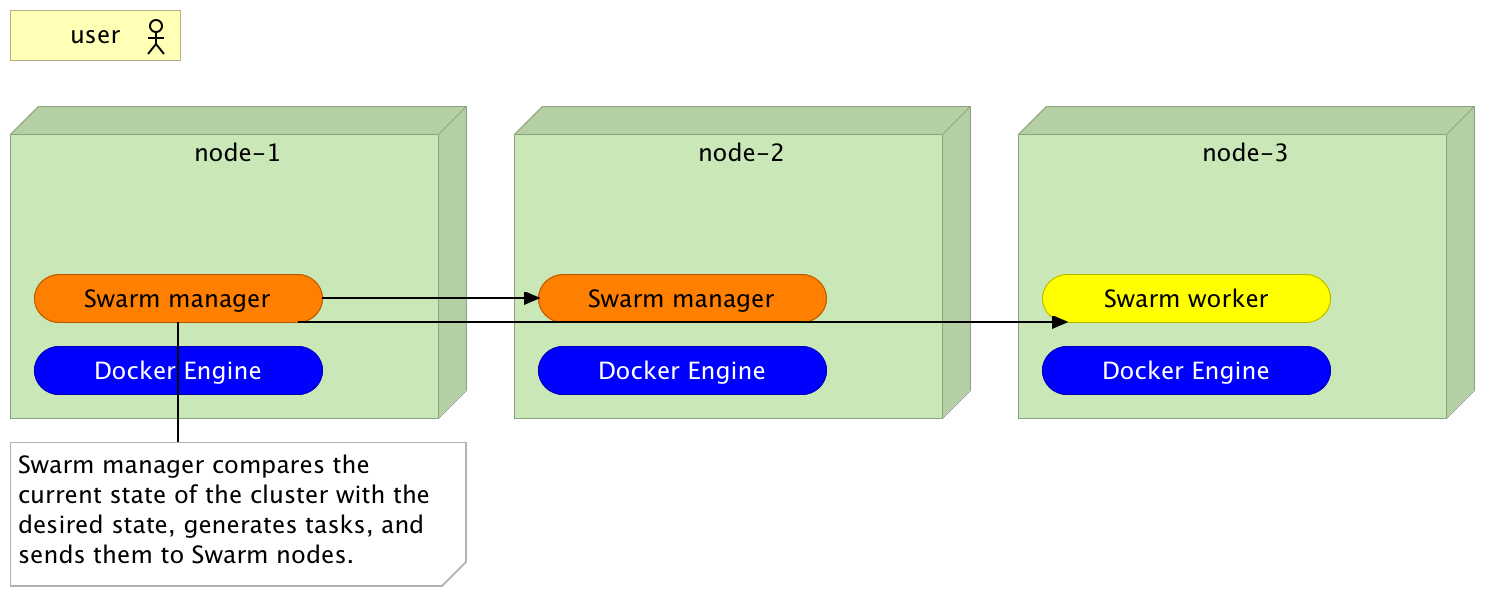 user
node-1
node-2
node-3
Swarm manager
Swarm manager
Swarm worker
Docker Engine
Docker Engine
Docker Engine
Swarm manager compares the
current state of the cluster with the
desired state, generates tasks, and
sends them to Swarm nodes.